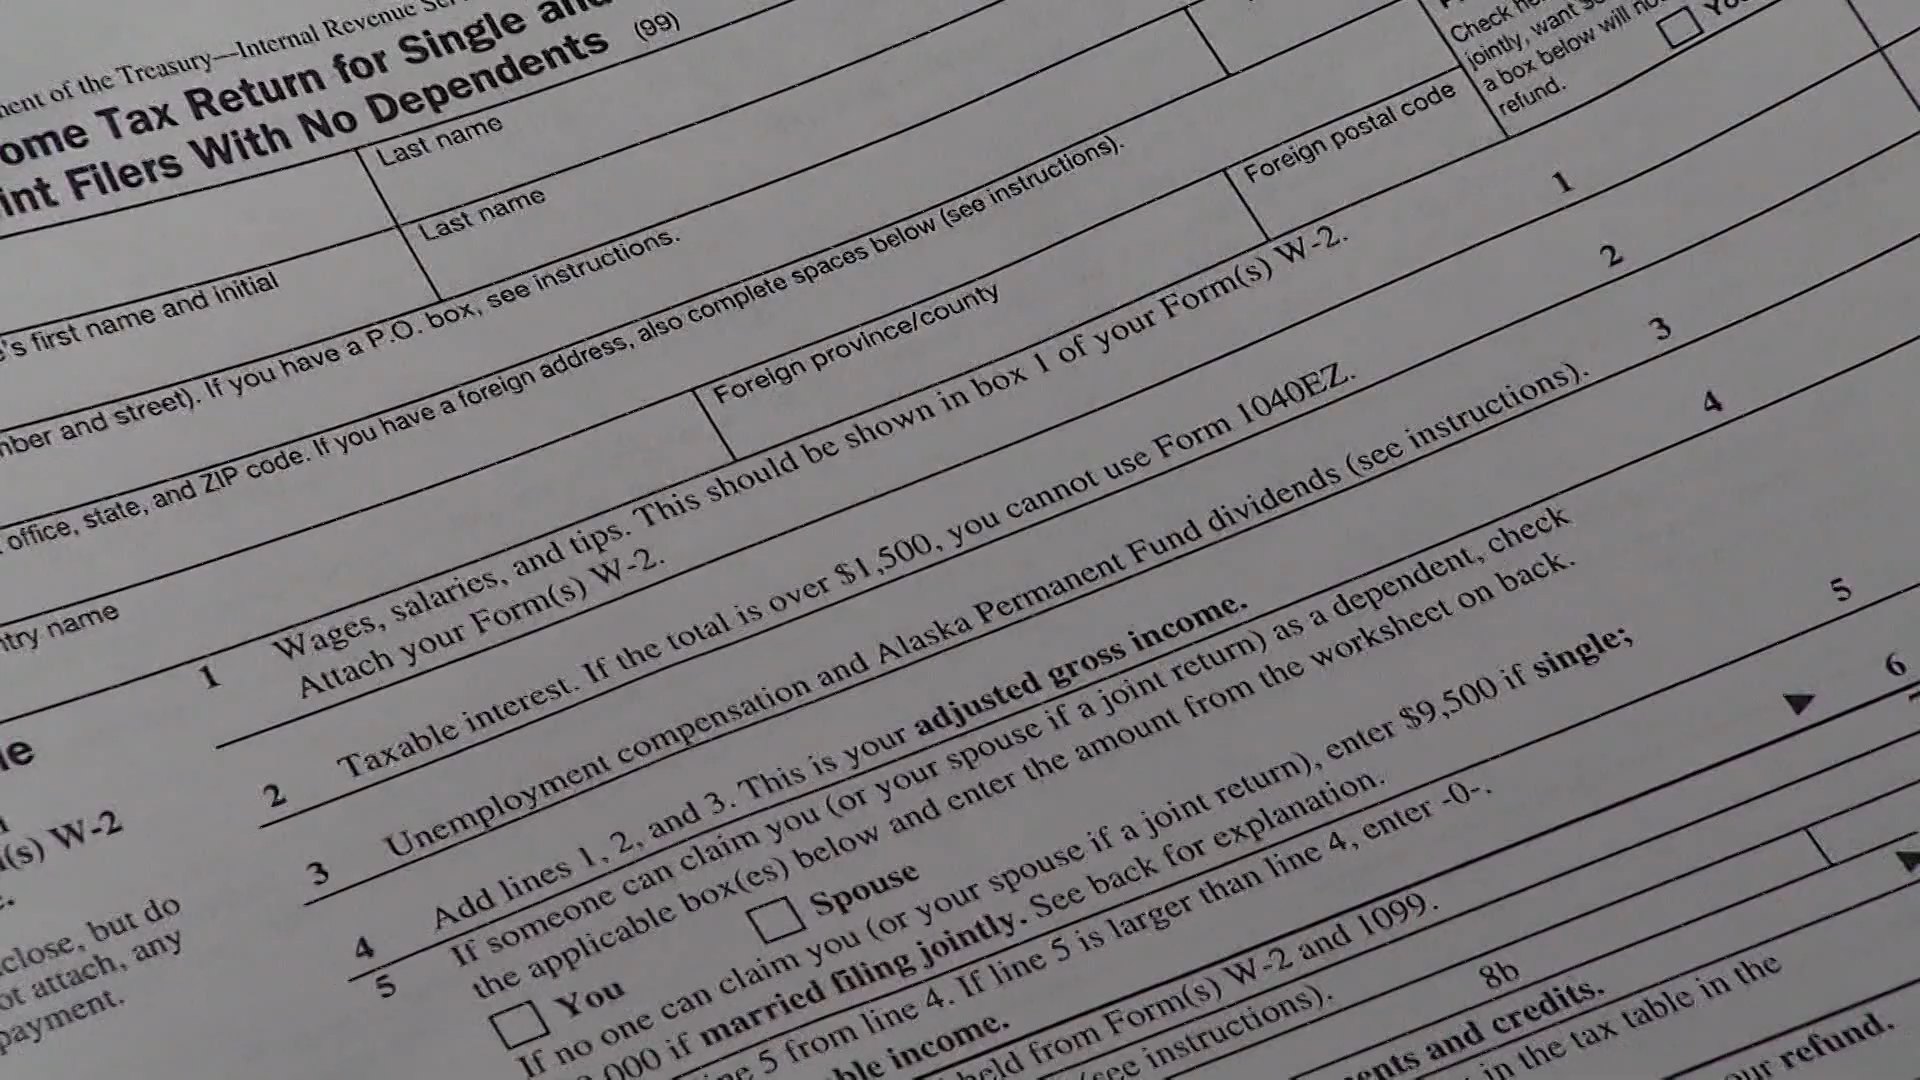 ment of the Treasury—Internal Revenue Ser
ome Tax Return for Single and
int Filers With No Dependents (99)
Last name
's first name and initial
Last name
mber and street). If you have a P.O. box, see instructions.
office, state, and ZIP code. If you have a foreign address, also complete spaces below (see instructions).
ntry name
Foreign province/county
Foreign postal code
Check he
jointly, want
a box below will no
refund.
You
1 Wages, salaries, and tips. This should be shown in box 1 of your Form(s) W-2. 1
Attach your Form(s) W-2.
2 Taxable interest. If the total is over $1,500, you cannot use Form 1040EZ. 2
3 Unemployment compensation and Alaska Permanent Fund dividends (see instructions). 3
4 Add lines 1, 2, and 3. This is your adjusted gross income. 4
5 If someone can claim you (or your spouse if a joint return) as a dependent, check
the applicable box(es) below and enter the amount from the worksheet on back.
You Spouse
If no one can claim you (or your spouse if a joint return), enter $9,500 if single;
,000 if married filing jointly. See back for explanation. 5
ne 5 from line 4. If line 5 is larger than line 4, enter -0-.
ble income. 6
held from Form(s) W-2 and 1099.
(see instructions).
8b
ents and credits.
in the tax table in the
our refund.
le
(s) W-2
close, but do
ot attach, any
payment.